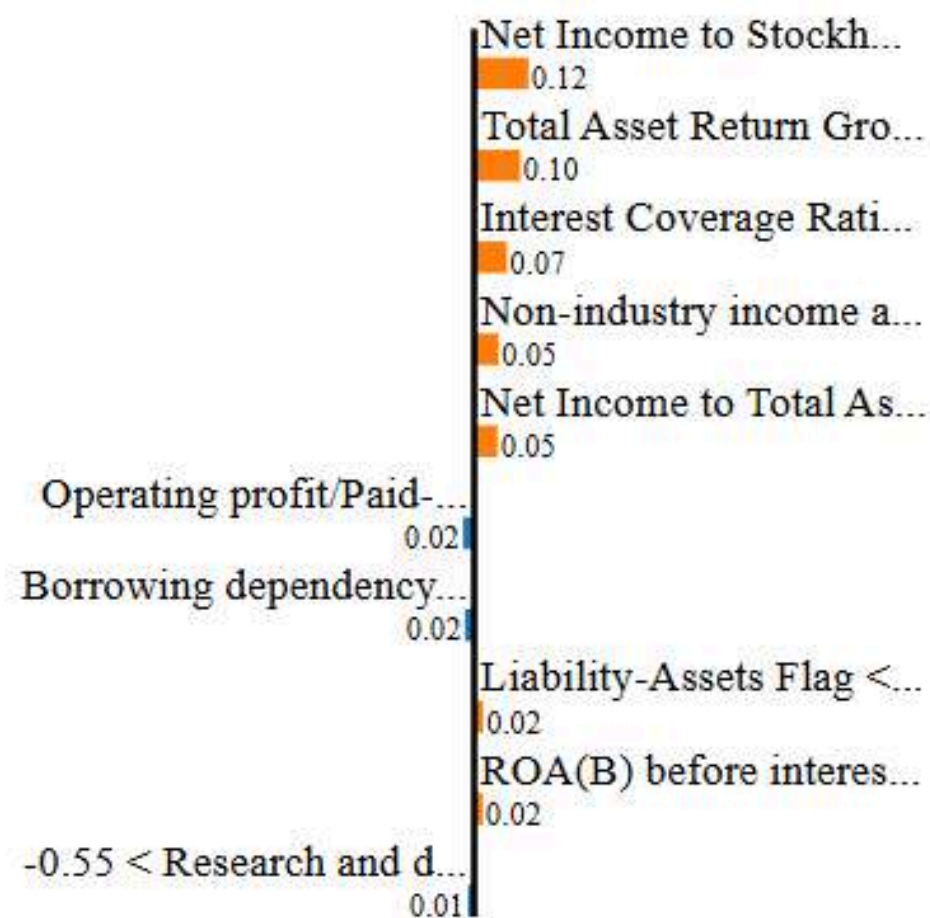 Net Income to Stockh...
0.12
Total Asset Return Gro...
0.10
Interest Coverage Rati...
0.07
Non-industry income a...
0.05
Net Income to Total As...
0.05
Operating profit/Paid-...
0.02
Borrowing dependency...
0.02
Liability-Assets Flag <...
0.02
ROA(B) before interes...
0.02
-0.55 < Research and d...
0.01